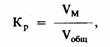 Кр = Vм / Vобщ,